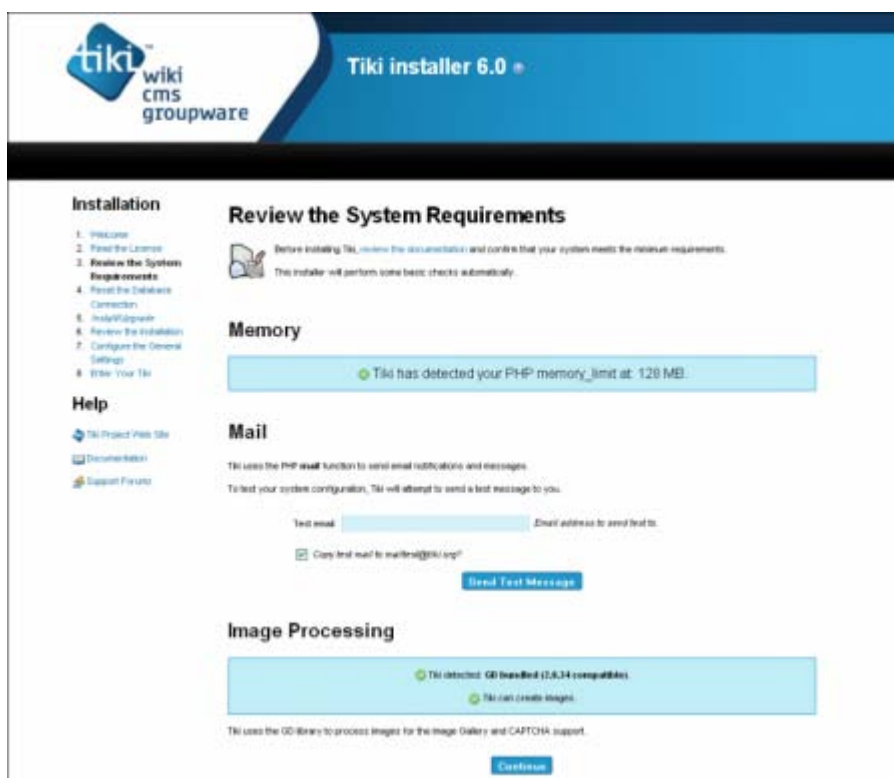 tiki™
wiki
cms
groupware
Tiki installer 6.0
Installation
1. Welcome
2. Read the License
3. Review the System
Requirements
4. Reset the Database
Connection
5. Install/Upgrade
6. Review the Installation
7. Configure the General
Settings
8. Enter Your Tiki
Help
Tiki Project Web Site
Documentation
Support Forums
Review the System Requirements
Before installing Tiki, review the documentation and confirm that your system meets the minimum requirements.
This installer will perform some basic checks automatically.
Memory
Tiki has detected your PHP memory_limit at: 128 MB.
Mail
Tiki uses the PHP mail function to send email notifications and messages.
To test your system configuration, Tiki will attempt to send a test message to you.
Test email: Email address to send test to.
Copy test mail to mailtest@tiki.org?
Send Test Message
Image Processing
Tiki detected: GD bundled (2.0.34 compatible).
Tiki can create images.
Tiki uses the GD library to process images for the Image Gallery and CAPTCHA support.
Continue